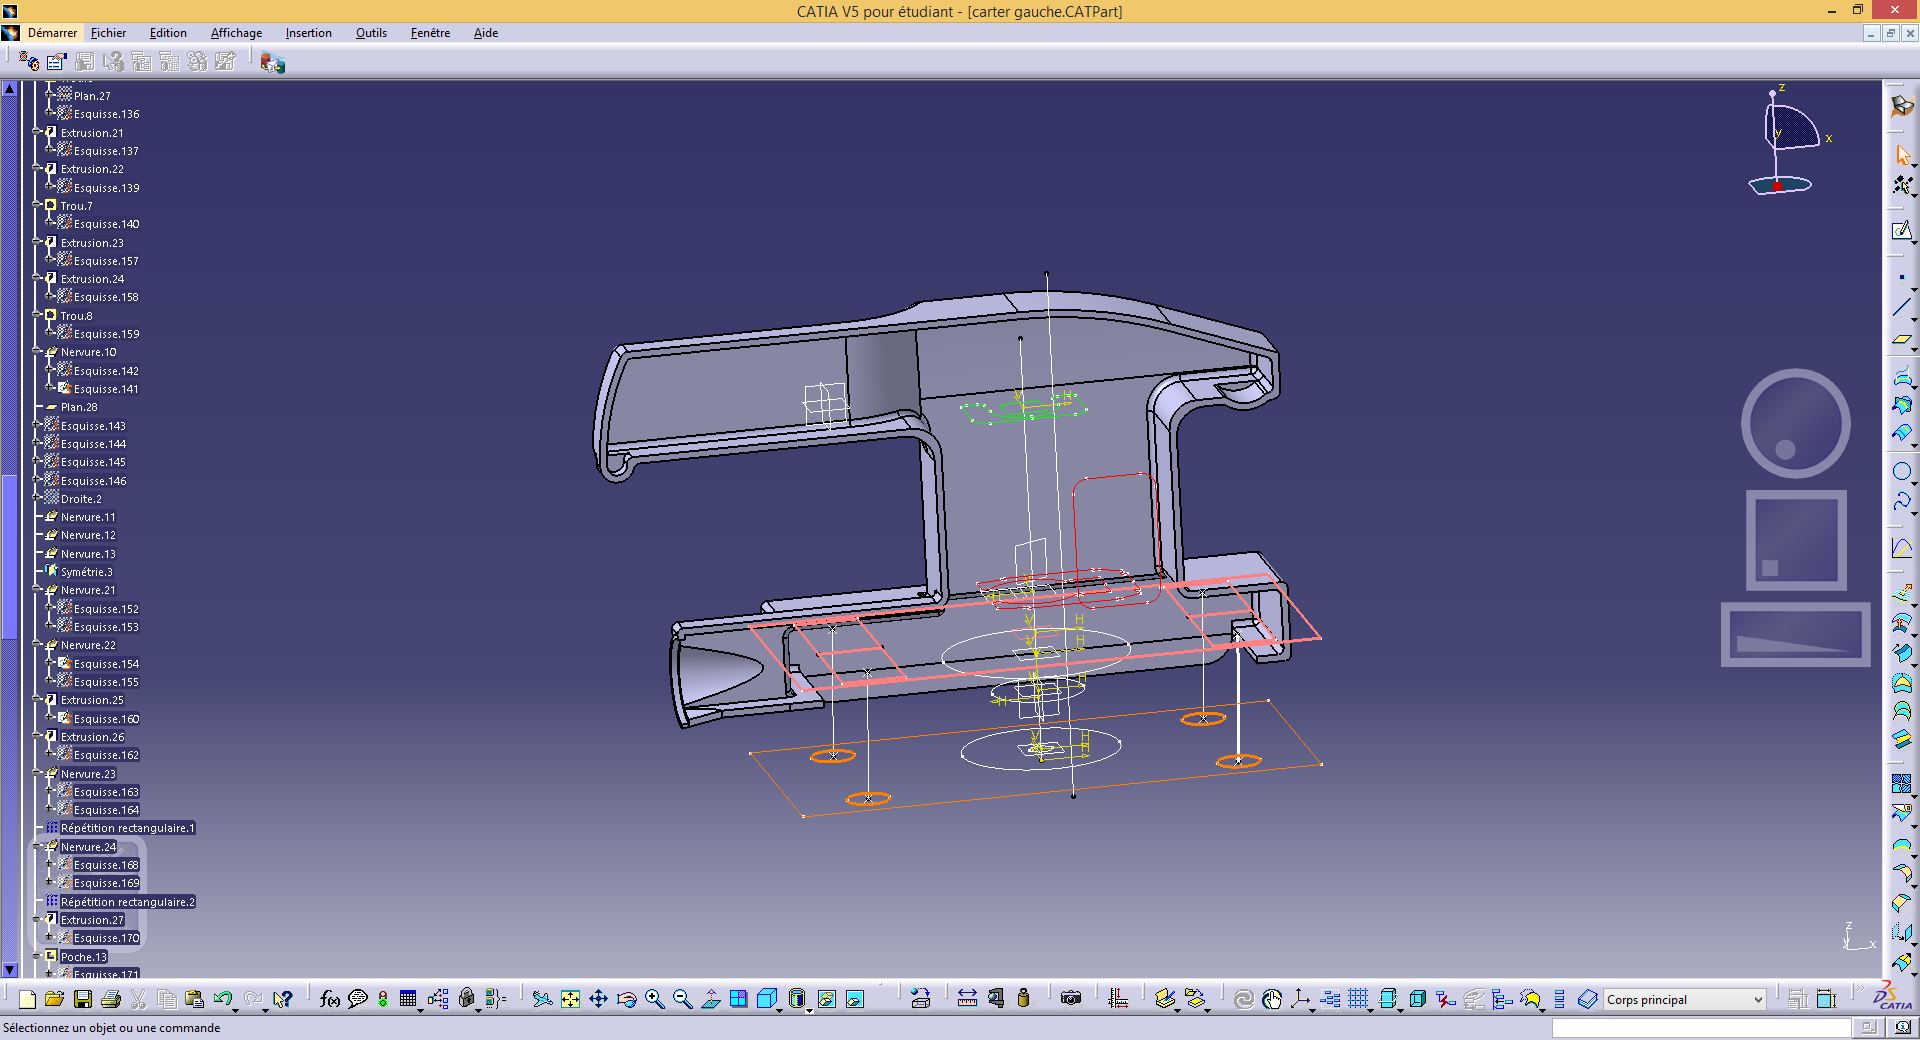 CATIA V5 pour étudiant - [carter gauche.CATPart]
Démarrer Fichier Edition Affichage Insertion Outils Fenêtre Aide
Plan.27
Esquisse.136
Extrusion.21
Esquisse.137
Extrusion.22
Esquisse.139
Trou.7
Esquisse.140
Extrusion.23
Esquisse.157
Extrusion.24
Esquisse.158
Trou.8
Esquisse.159
Nervure.10
Esquisse.142
Esquisse.141
Plan.28
Esquisse.143
Esquisse.144
Esquisse.145
Esquisse.146
Droite.2
Nervure.11
Nervure.12
Nervure.13
Symétrie.3
Nervure.21
Esquisse.152
Esquisse.153
Nervure.22
Esquisse.154
Esquisse.155
Extrusion.25
Esquisse.160
Extrusion.26
Esquisse.162
Nervure.23
Esquisse.163
Esquisse.164
Répétition rectangulaire.1
Nervure.24
Esquisse.168
Esquisse.169
Répétition rectangulaire.2
Extrusion.27
Esquisse.170
Poche.13
Esquisse.171
z
y
x
H
H
H
H
V
H
z
y
x
f(x)
Corps principal
CATIA
Sélectionnez un objet ou une commande